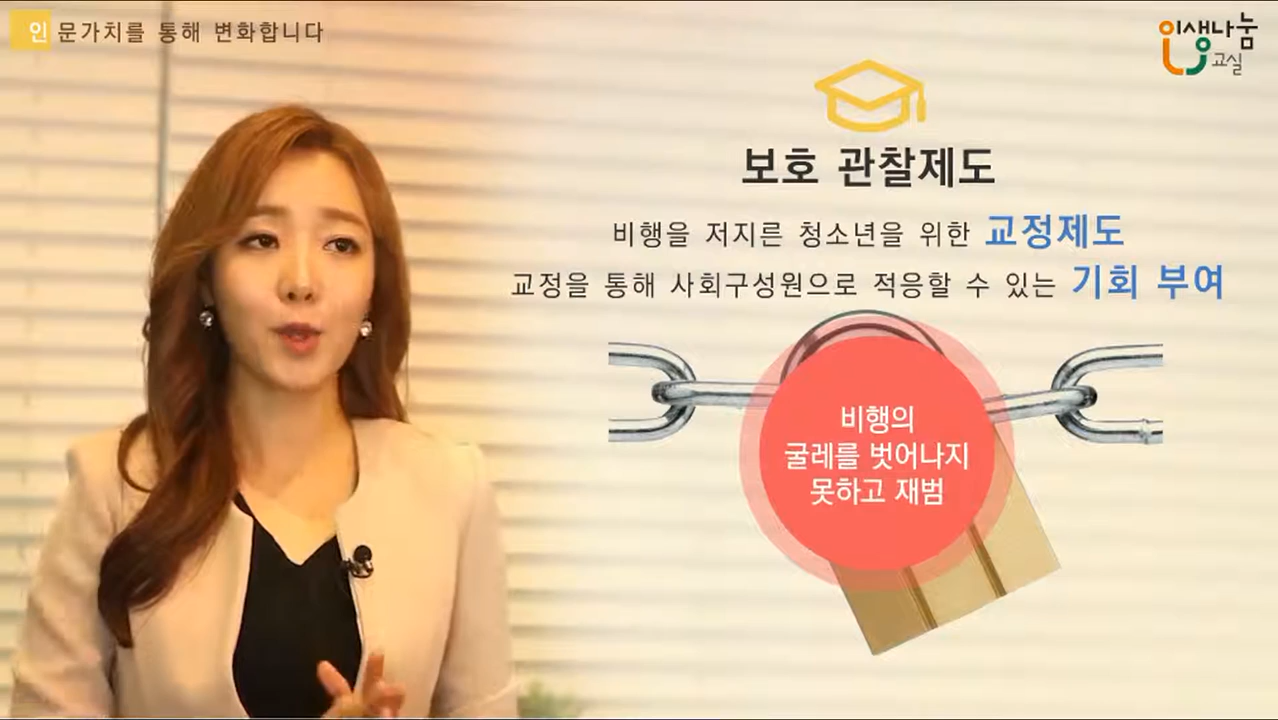 인문가치를 통해 변화합니다
인생나눔
교실
보호 관찰제도
비행을 저지른 청소년을 위한 교정제도
교정을 통해 사회구성원으로 적응할 수 있는 기회 부여
비행의
굴레를 벗어나지
못하고 재범